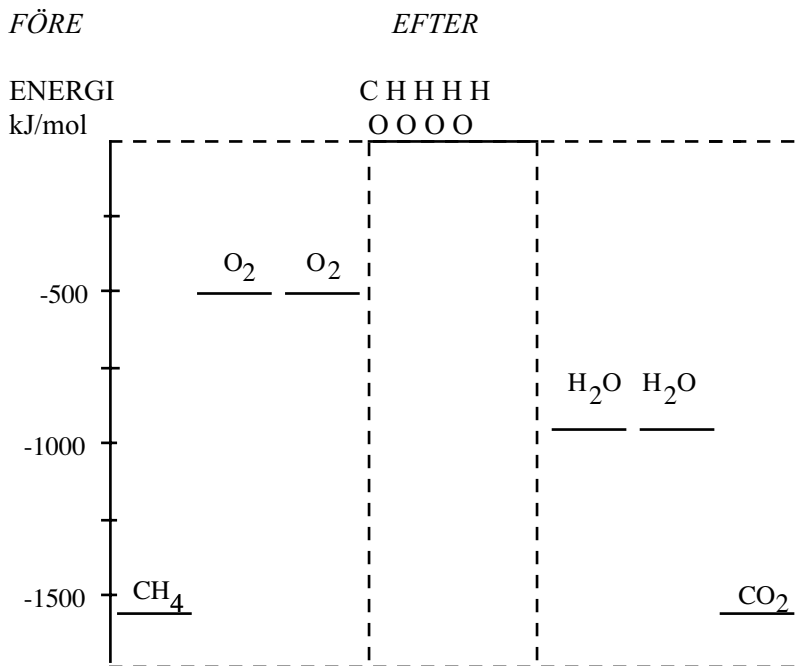 FÖRE EFTER
ENERGI C H H H H
kJ/mol O O O O
O2 O2
-500
H2O H2O
-1000
CH4 CO2
-1500